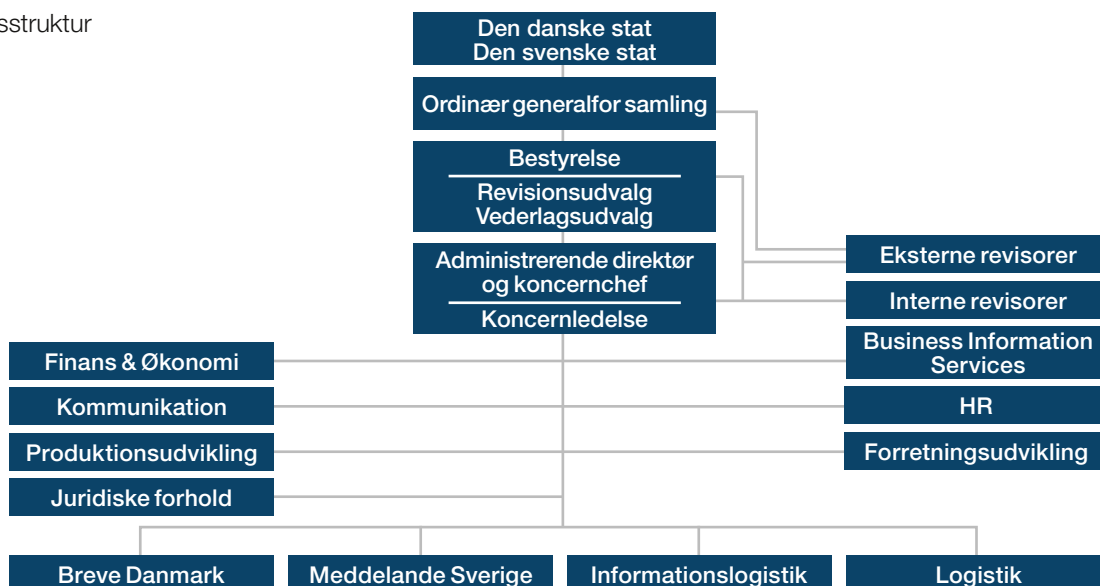 sstruktur
Den danske stat
Den svenske stat
Ordinær generalfor samling
Bestyrelse
Revisionsudvalg
Vederlagsudvalg
Administrerende direktør
og koncernchef
Koncernledelse
Eksterne revisorer
Interne revisorer
Finans & Økonomi
Business Information
Services
Kommunikation
HR
Produktionsudvikling
Forretningsudvikling
Juridiske forhold
Breve Danmark
Meddelande Sverige
Informationslogistik
Logistik